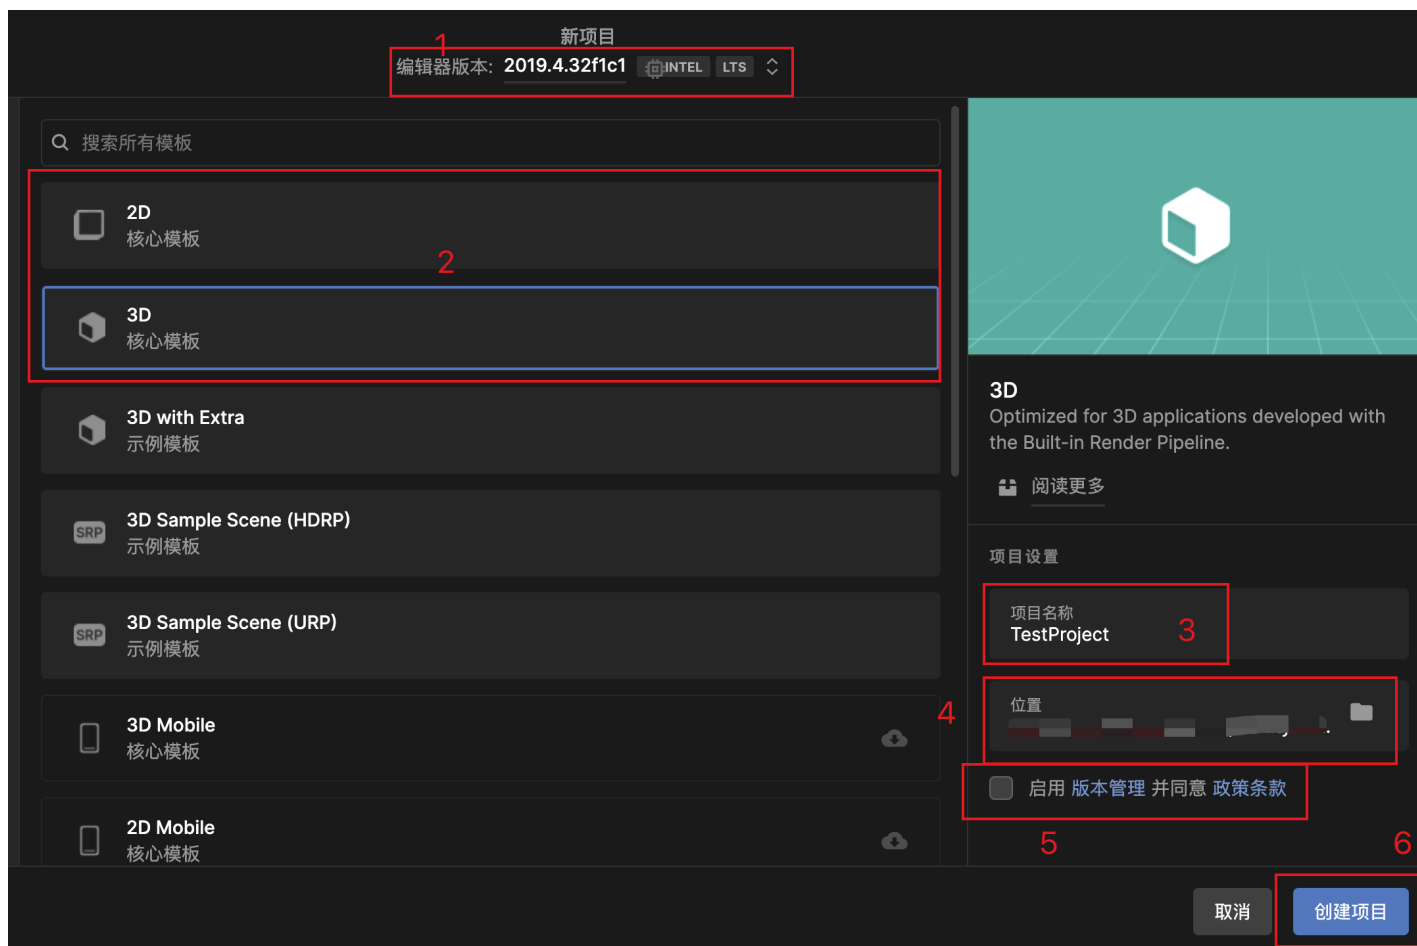 新项目
1
编辑器版本: 2019.4.32f1c1 INTEL LTS
搜索所有模板
2D
核心模板
2
3D
核心模板
3D with Extra
示例模板
SRP
3D Sample Scene (HDRP)
示例模板
SRP
3D Sample Scene (URP)
示例模板
3D Mobile
核心模板
2D Mobile
核心模板
3D
Optimized for 3D applications developed with
the Built-in Render Pipeline.
阅读更多
项目设置
项目名称
TestProject
3
4
位置
启用 版本管理 并同意 政策条款
5
6
取消
创建项目